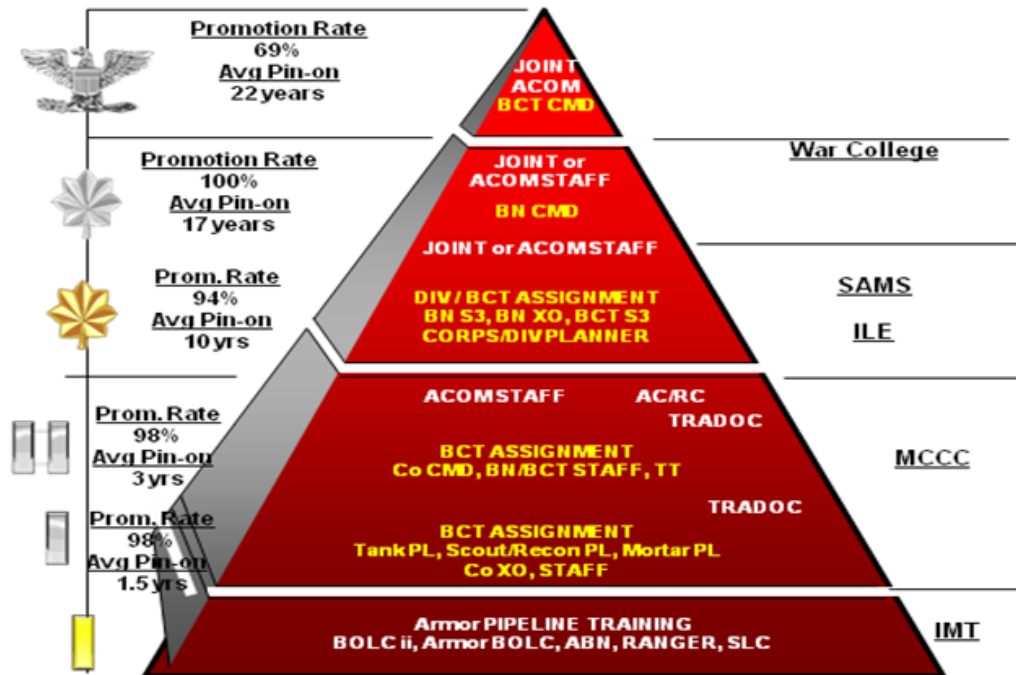 Promotion Rate
69%
Avg Pin-on
22 years
JOINT
ACOM
BCT CMD
Promotion Rate
100%
Avg Pin-on
17 years
JOINT or
ACOMSTAFF
BN CMD
War College
JOINT or ACOMSTAFF
Prom. Rate
94%
Avg Pin-on
10 yrs
DIV / BCT ASSIGNMENT
BN S3, BN XO, BCT S3
CORPS/DIVPLANNER
SAMS
ILE
Prom. Rate
98%
Avg Pin-on
3 yrs
ACOMSTAFF
AC/RC
TRADOC
BCT ASSIGNMENT
Co CMD, BN/BCT STAFF, TT
MCCC
TRADOC
Prom. Rate
98%
Avg Pin-on
1.5 yrs
BCT ASSIGNMENT
Tank PL, Scout/Recon PL, Mortar PL
Co XO, STAFF
Armor PIPELINE TRAINING
BOLC ii, Armor BOLC, ABN, RANGER, SLC
IMT